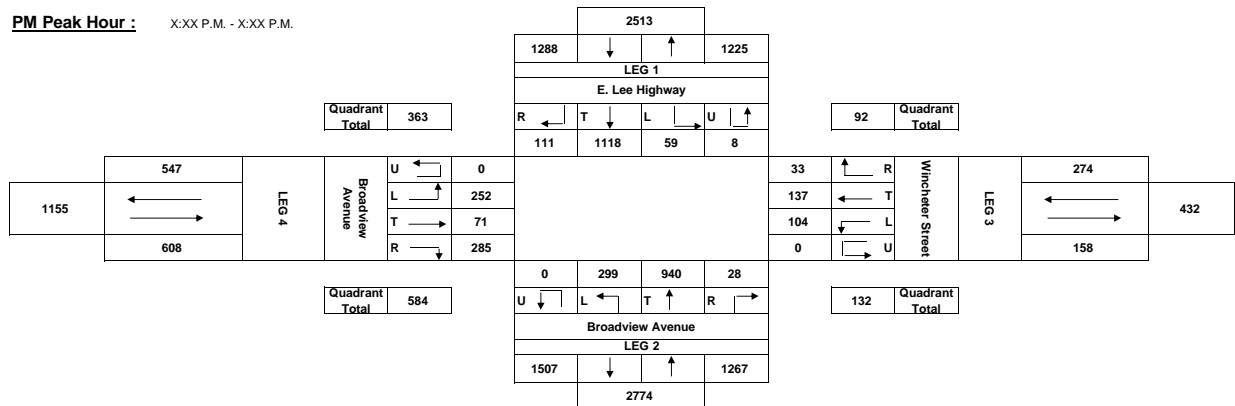 PM Peak Hour : X:XX P.M. - X:XX P.M.
2513
1288 1225
LEG 1
E. Lee Highway
Quadrant Total 363
R T L U
92 Quadrant Total
111 1118 59 8
547 U 0 33 R 274
1155 LEG 4 Broadview Avenue L 252 137 T Wincheter Street LEG 3 432
T 71 104 L
608 R 285 0 U 158
0 299 940 28
Quadrant Total 584
U L T R
132 Quadrant Total
Broadview Avenue
LEG 2
1507 1267
2774